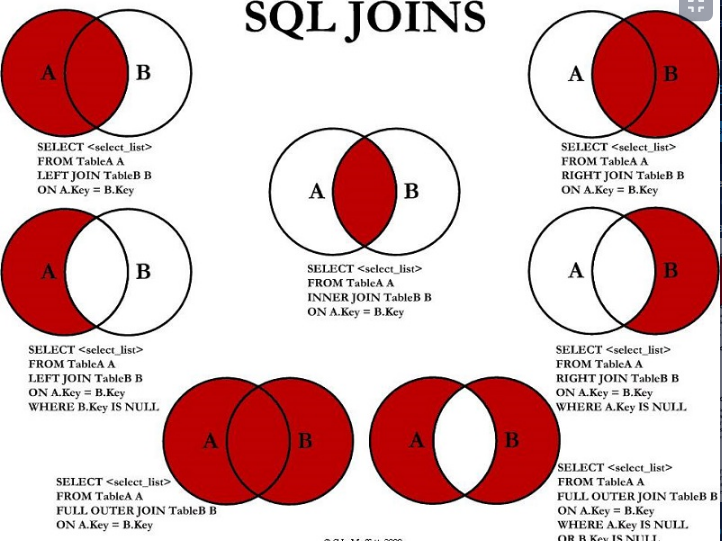 SQL JOINS
A B
SELECT <select_list>
FROM TableA A
LEFT JOIN TableB B
ON A.Key = B.Key
A B
SELECT <select_list>
FROM TableA A
RIGHT JOIN TableB B
ON A.Key = B.Key
A B
SELECT <select_list>
FROM TableA A
INNER JOIN TableB B
ON A.Key = B.Key
A B
SELECT <select_list>
FROM TableA A
LEFT JOIN TableB B
ON A.Key = B.Key
WHERE B.Key IS NULL
A B
SELECT <select_list>
FROM TableA A
RIGHT JOIN TableB B
ON A.Key = B.Key
WHERE A.Key IS NULL
A B
SELECT <select_list>
FROM TableA A
FULL OUTER JOIN TableB B
ON A.Key = B.Key
A B
SELECT <select_list>
FROM TableA A
FULL OUTER JOIN TableB B
ON A.Key = B.Key
WHERE A.Key IS NULL
OR B.Key IS NULL